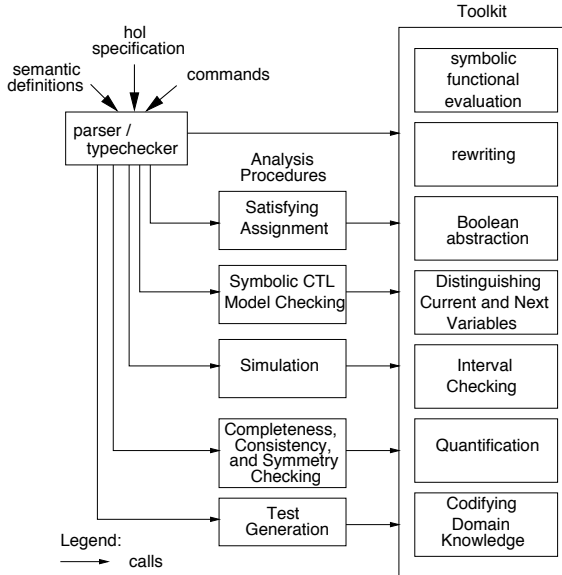 Toolkit
hol
specification
semantic
definitions
commands
parser /
typechecker
Analysis
Procedures
Satisfying
Assignment
Symbolic CTL
Model Checking
Simulation
Completeness,
Consistency,
and Symmetry
Checking
Test
Generation
symbolic
functional
evaluation
rewriting
Boolean
abstraction
Distinguishing
Current and Next
Variables
Interval
Checking
Quantification
Codifying
Domain
Knowledge
Legend:
calls